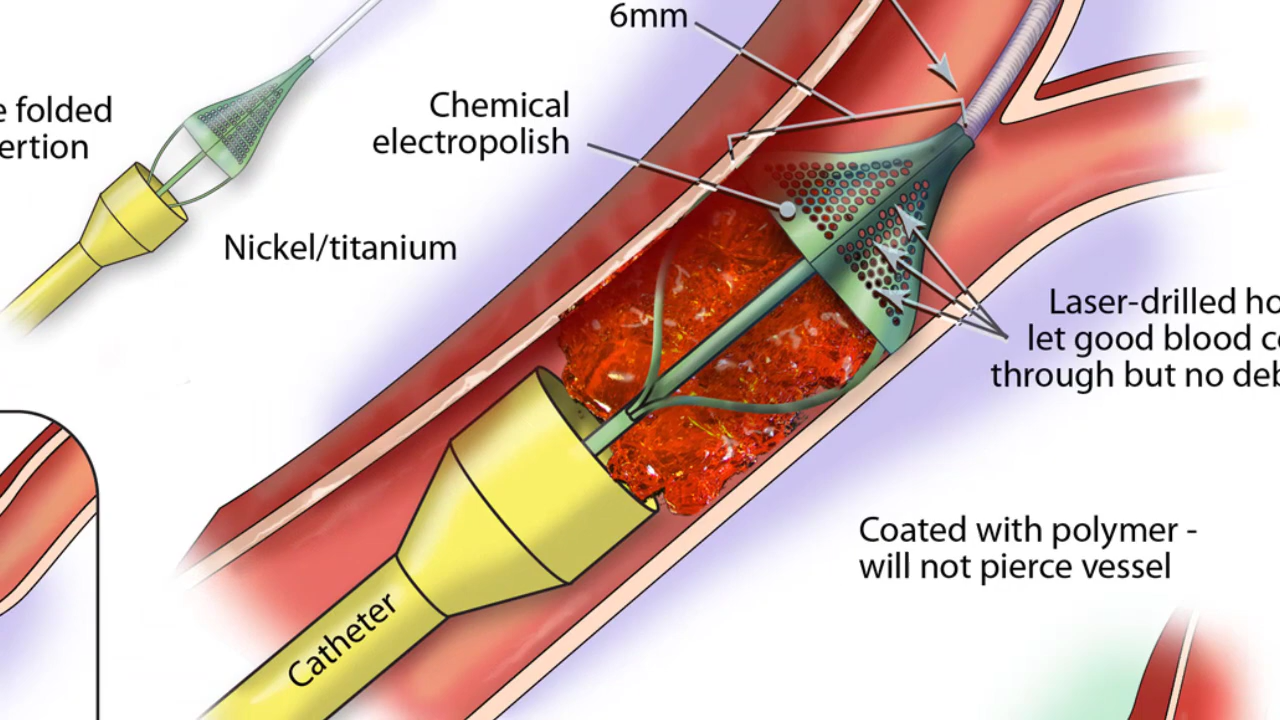 6mm
Chemical
electropolish
e folded
ertion
Nickel/titanium
Laser-drilled ho
let good blood c
through but no deb
Coated with polymer -
will not pierce vessel
Catheter